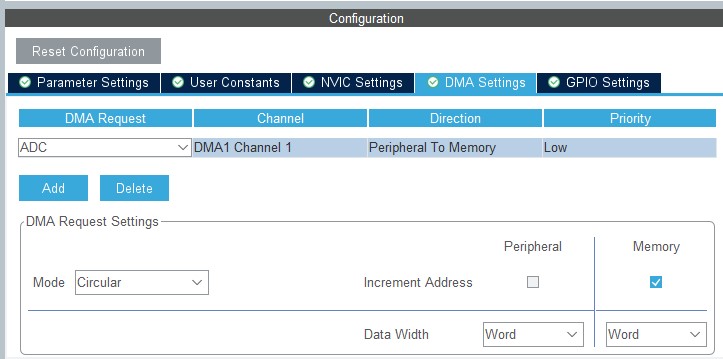 Configuration
Reset Configuration
Parameter Settings User Constants NVIC Settings DMA Settings GPIO Settings
DMA Request Channel Direction Priority
ADC DMA1 Channel 1 Peripheral To Memory Low
Add Delete
DMA Request Settings
Peripheral Memory
Mode Circular Increment Address
Data Width Word Word